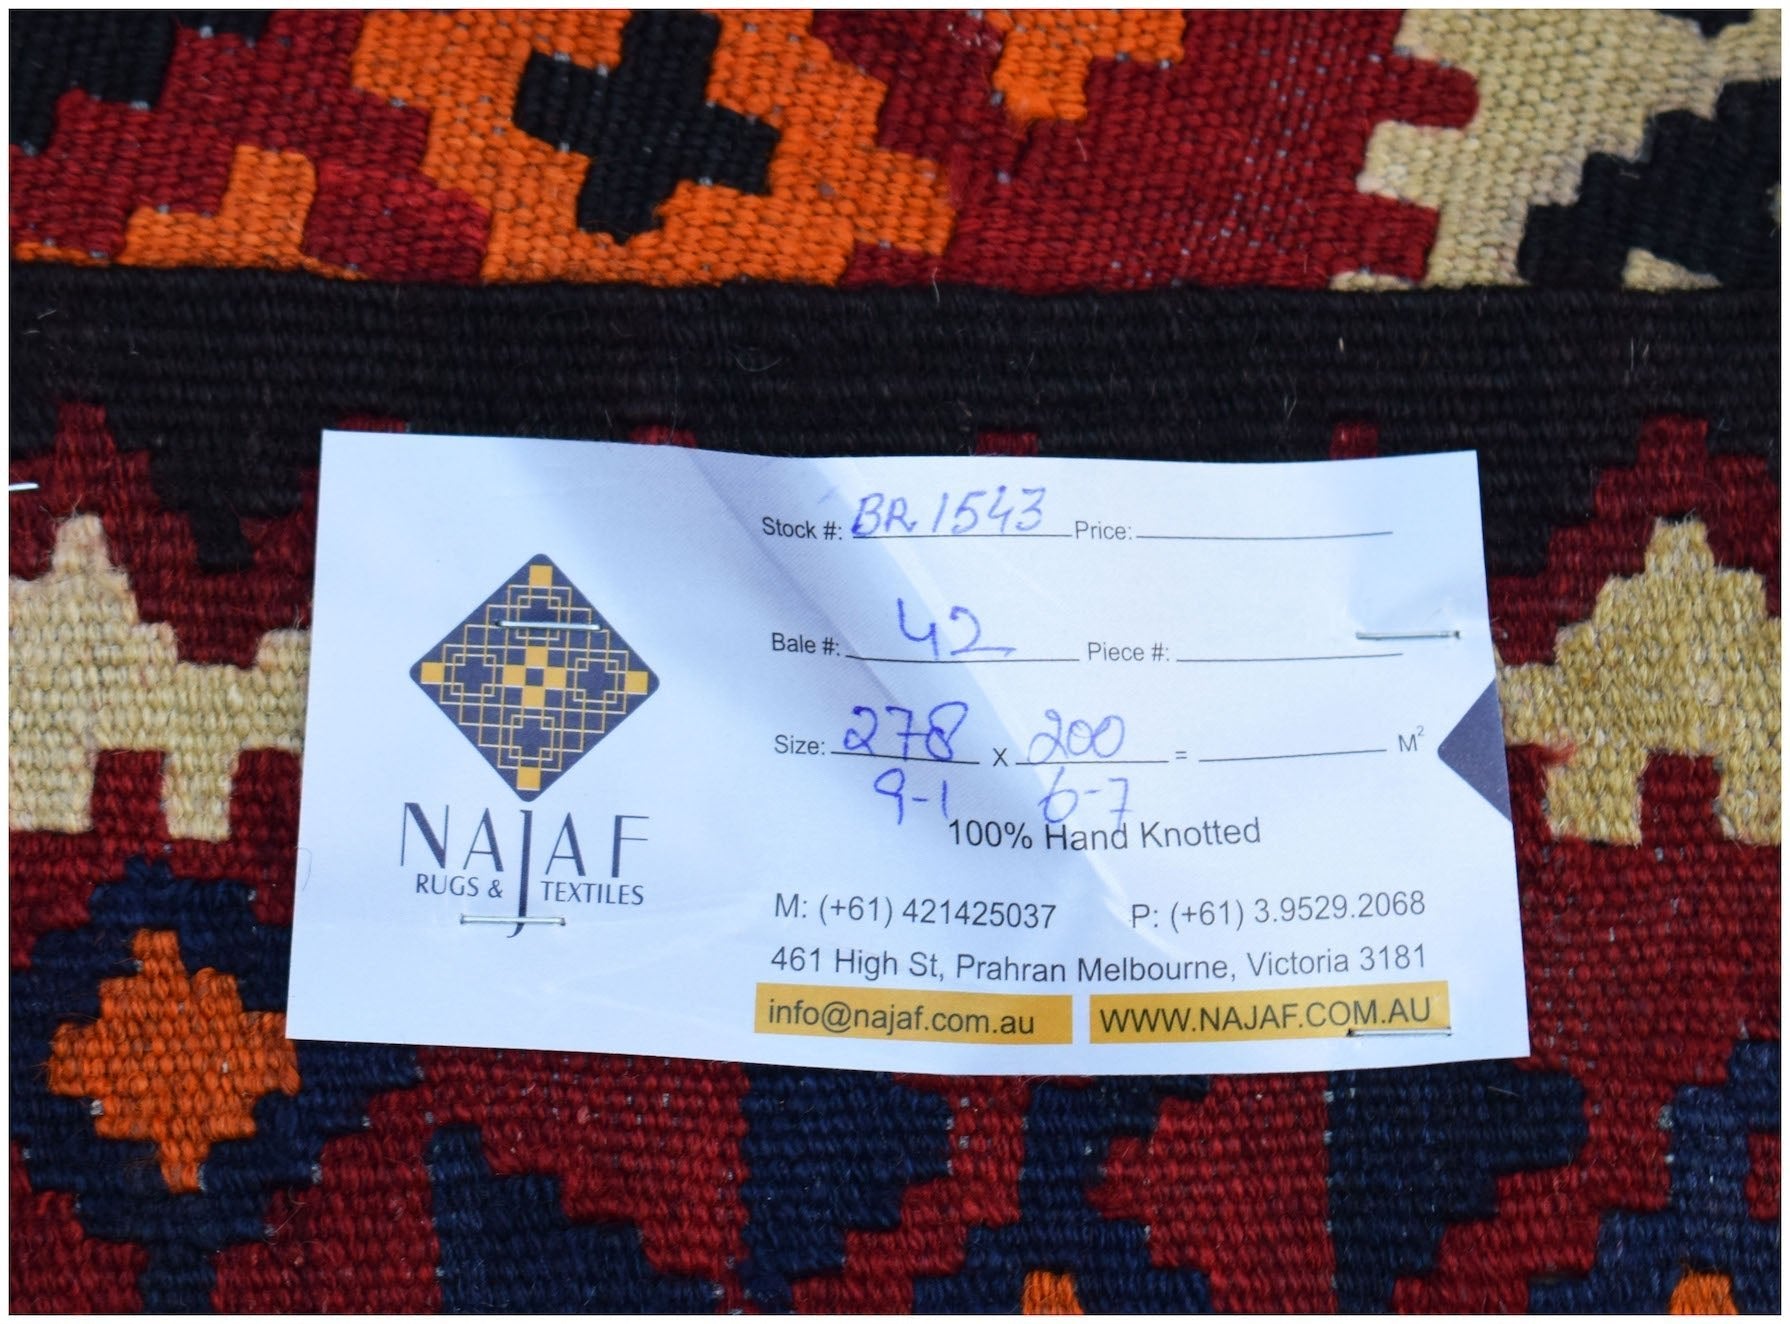 Stock #: BR 1543 Price:
Bale #: 42 Piece #:
Size: 278 x 200 = M²
9-1 6-7
100% Hand Knotted
NAJAF
RUGS & TEXTILES
M: (+61) 421425037 P: (+61) 3.9529.2068
461 High St, Prahran Melbourne, Victoria 3181
info@najaf.com.au WWW.NAJAF.COM.AU